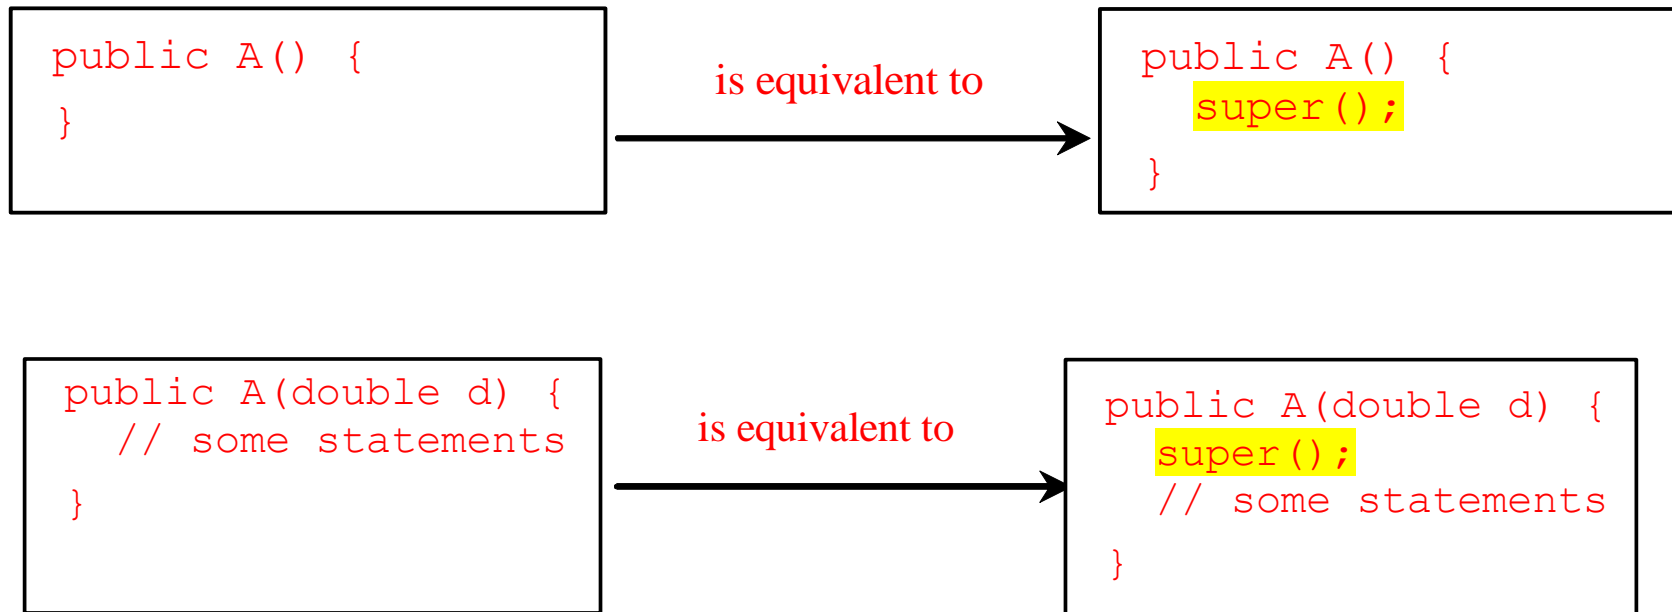 public A() {
}
is equivalent to
public A() {
super();
}
public A(double d) {
// some statements
}
is equivalent to
public A(double d) {
super();
// some statements
}